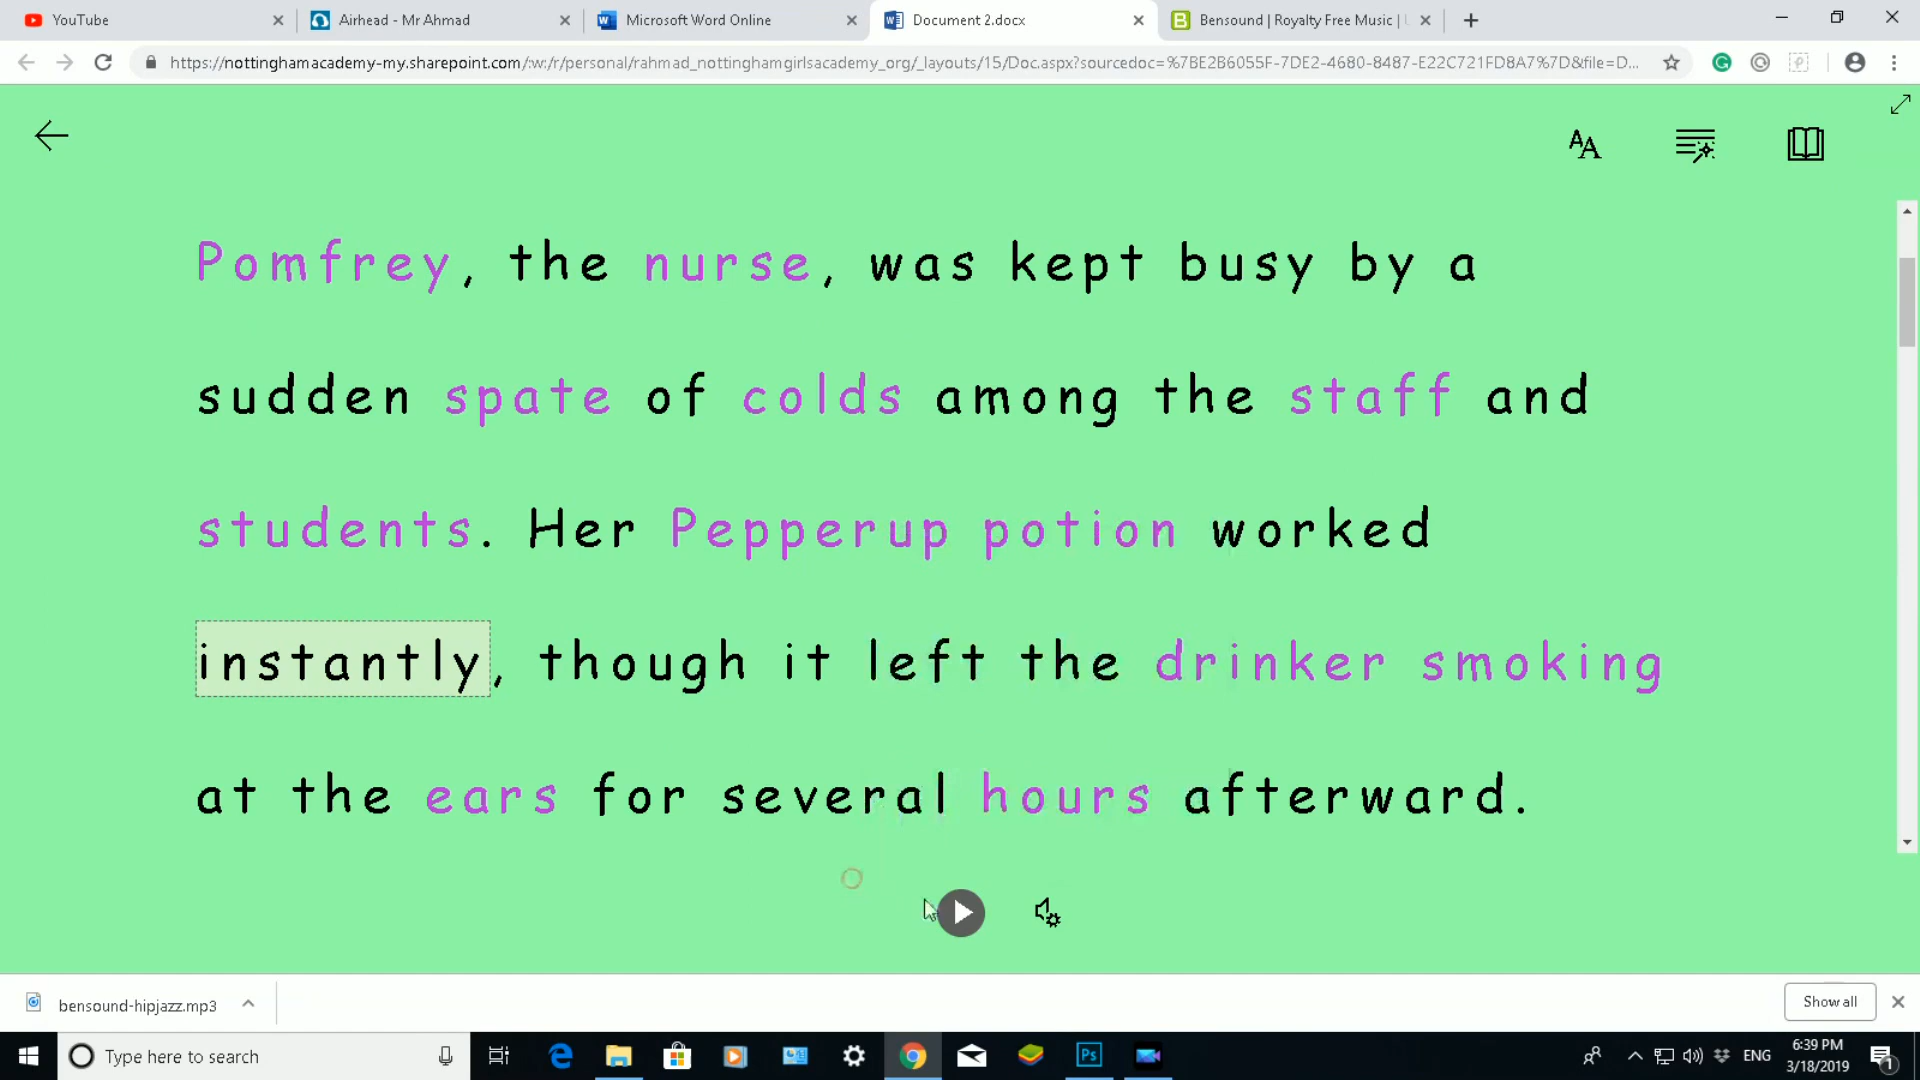 YouTube
Airhead - Mr Ahmad
Microsoft Word Online
Document 2.docx
Bensound | Royalty Free Music |
https://nottinghamacademy-my.sharepoint.com/:w:/r/personal/rahmad_nottinghamgirlsacademy_org/_layouts/15/Doc.aspx?sourcedoc=%7BE2B6055F-7DE2-4680-8487-E22C721FD8A7%7D&file=D...
Pomfrey, the nurse, was kept busy by a
sudden spate of colds among the staff and
students. Her Pepperup potion worked
instantly, though it left the drinker smoking
at the ears for several hours afterward.
bensound-hipjazz.mp3
Show all
Type here to search
Ps
ENG
6:39 PM
3/18/2019
1